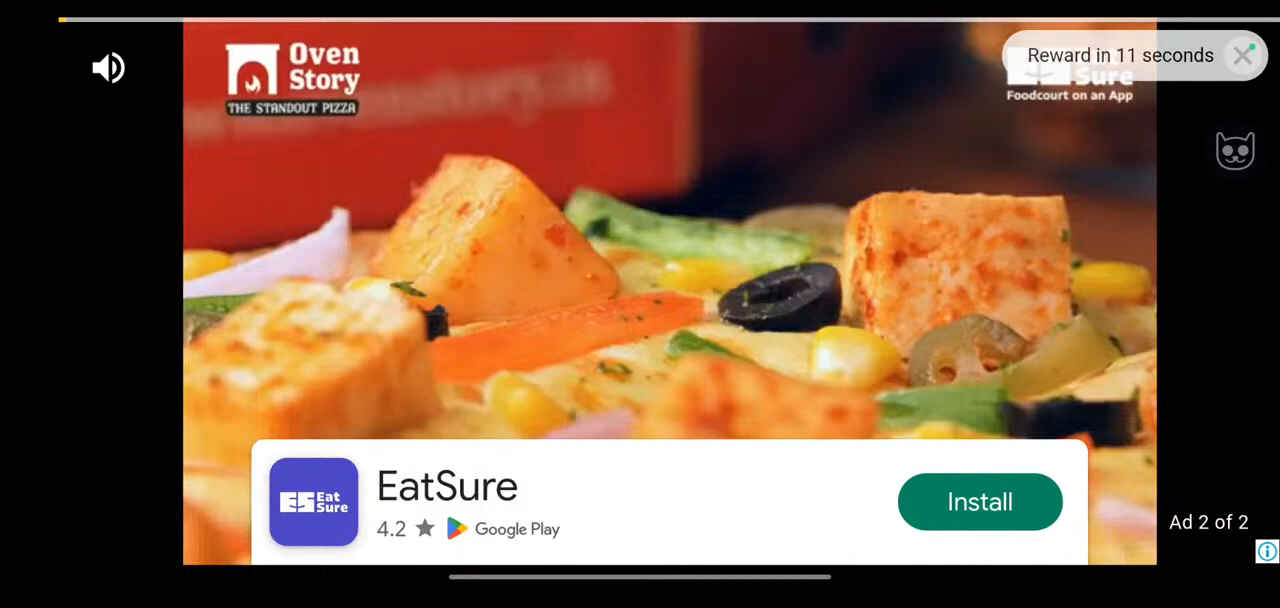 Oven
Story
THE STANDOUT PIZZA
Reward in 11 seconds
Sure
Foodcourt on an App
Eat
Sure
EatSure
4.2 ★ Google Play
Install
Ad 2 of 2